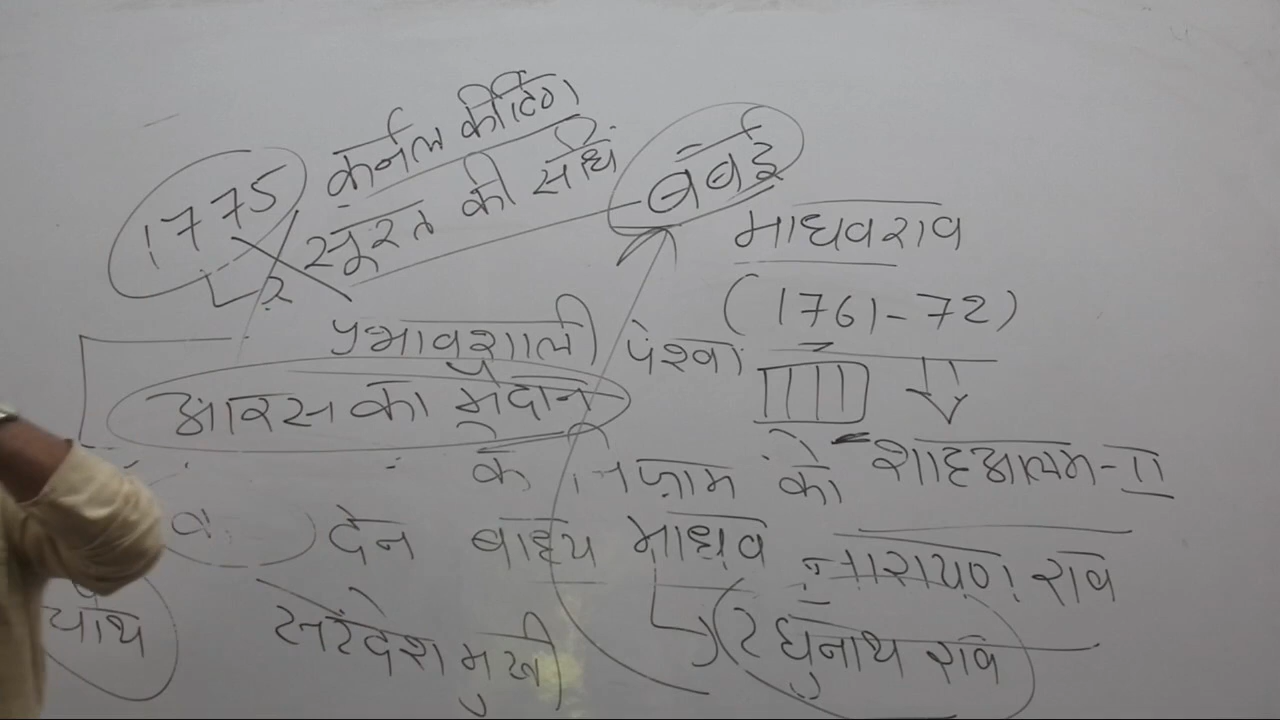 1775 कर्नल कीटिंग
सूरत की संधि बंबई
माधवराव
(1761-72)
प्रभावशाली पेशवा
आरस का मैदान
के निज़ाम को शाहआलम-II
देन बाध्य माधव नारायण राव
चौथ सरदेशमुखी रघुनाथ राव